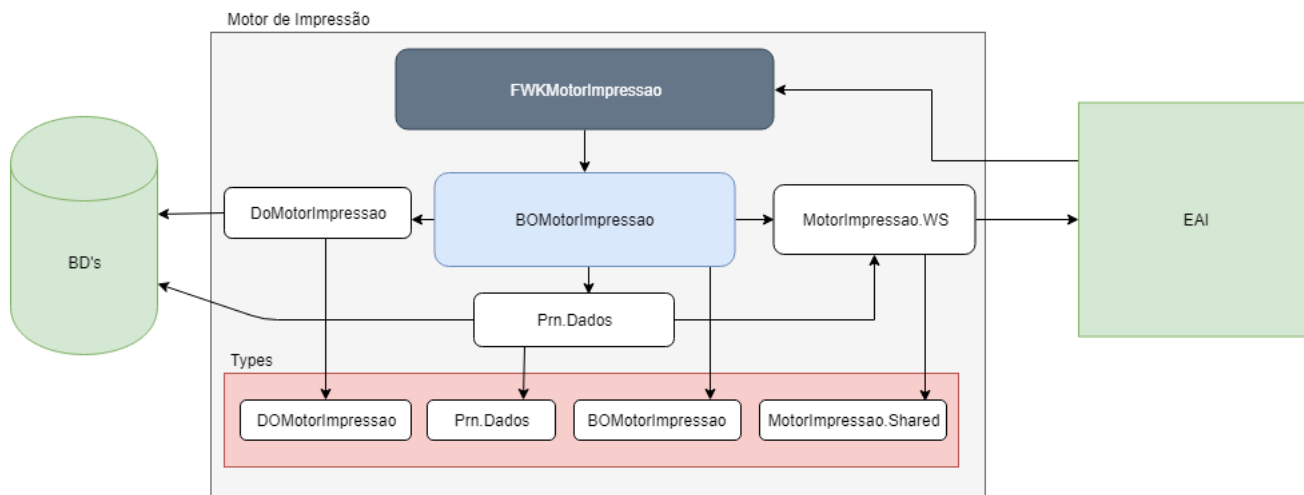 Motor de Impressão
FWKMotorImpressao
DoMotorImpressao
BOMotorImpressao
MotorImpressao.WS
EAI
BD's
Prn.Dados
Types
DOMotorImpressao
Prn.Dados
BOMotorImpressao
MotorImpressao.Shared